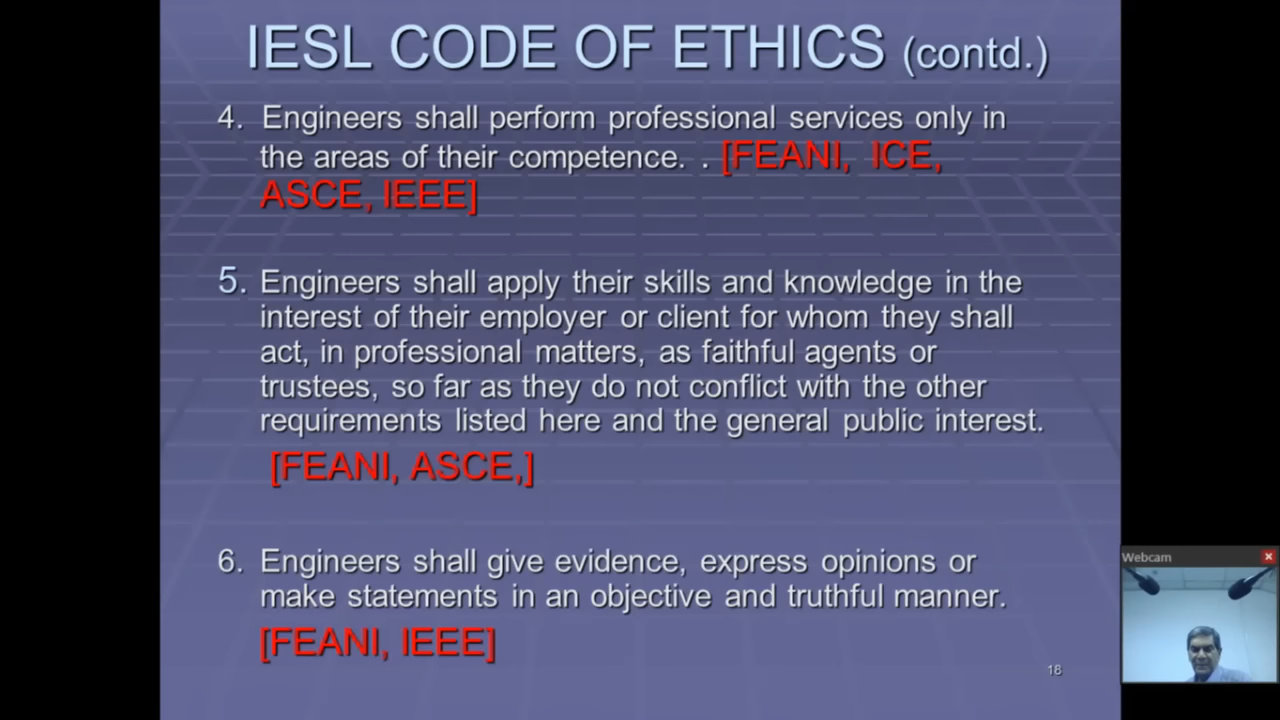 IESL CODE OF ETHICS (contd.)
4. Engineers shall perform professional services only in
the areas of their competence. . [FEANI, ICE,
ASCE, IEEE]
5. Engineers shall apply their skills and knowledge in the
interest of their employer or client for whom they shall
act, in professional matters, as faithful agents or
trustees, so far as they do not conflict with the other
requirements listed here and the general public interest.
[FEANI, ASCE,]
6. Engineers shall give evidence, express opinions or
make statements in an objective and truthful manner.
[FEANI, IEEE]
18
Webcam